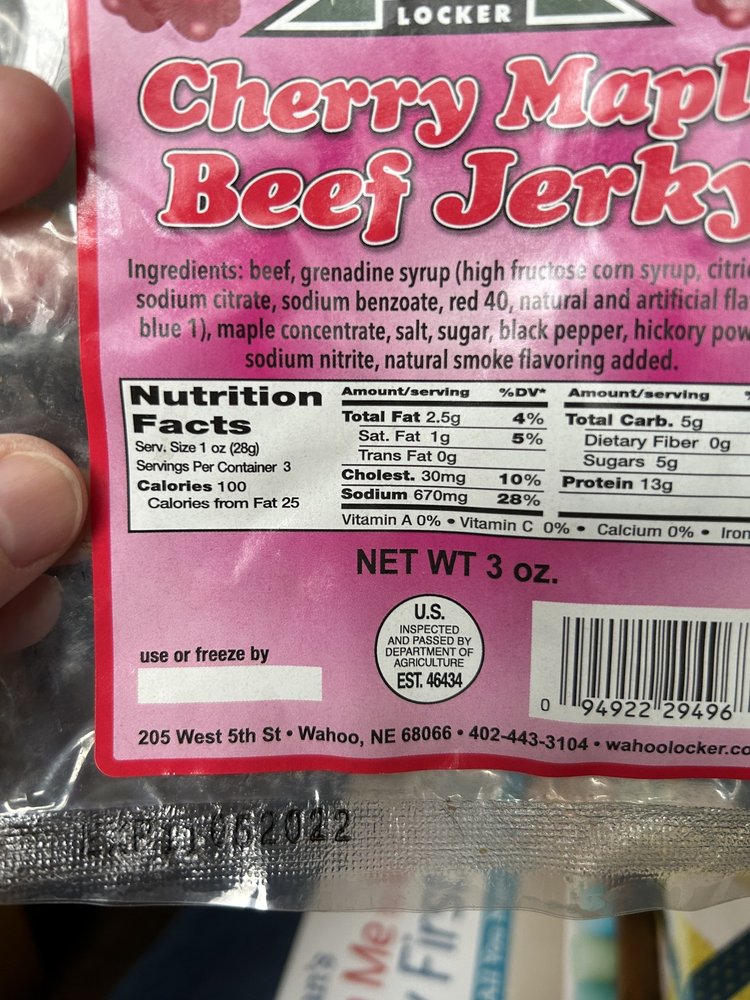 LOCKER
Cherry Mapl
Beef Jerky
Ingredients: beef, grenadine syrup (high fructose corn syrup, citri
sodium citrate, sodium benzoate, red 40, natural and artificial fla
blue 1), maple concentrate, salt, sugar, black pepper, hickory pow
sodium nitrite, natural smoke flavoring added.
Nutrition
Facts
Serv. Size 1 oz (28g)
Servings Per Container 3
Calories 100
Calories from Fat 25
Amount/serving %DV*
Total Fat 2.5g 4%
Sat. Fat 1g 5%
Trans Fat 0g
Cholest. 30mg 10%
Sodium 670mg 28%
Amount/serving %
Total Carb. 5g
Dietary Fiber 0g
Sugars 5g
Protein 13g
Vitamin A 0% • Vitamin C 0% • Calcium 0% • Iron
NET WT 3 oz.
use or freeze by
U.S.
INSPECTED
AND PASSED BY
DEPARTMENT OF
AGRICULTURE
EST. 46434
0 94922 29496
205 West 5th St • Wahoo, NE 68066 • 402-443-3104 • wahoolocker.co
EXP11062022
Me
Firs